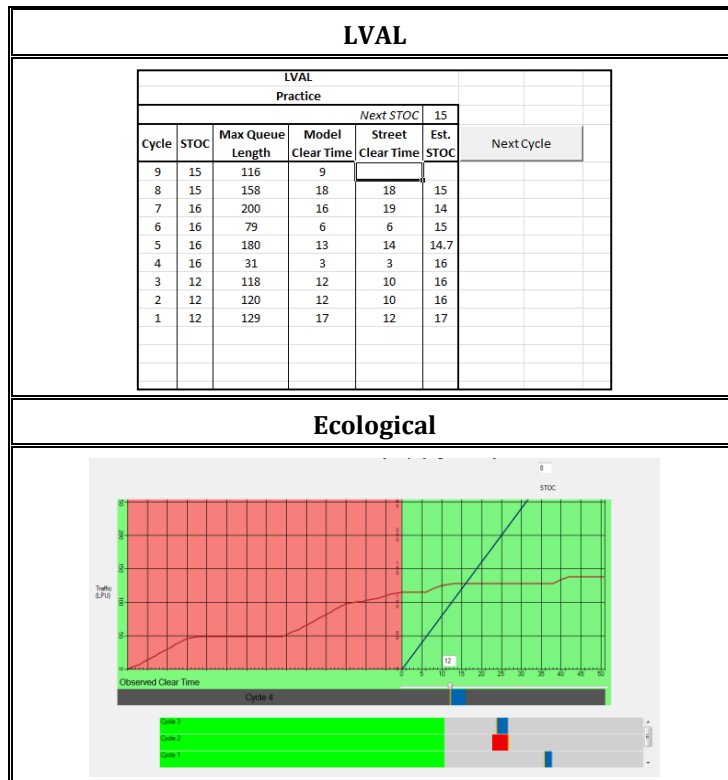 LVAL
LVAL
Practice
Next STOC 15
Cycle STOC Max Queue Length Model Clear Time Street Clear Time Est. STOC
Next Cycle
9 15 116 9
8 15 158 18 18 15
7 16 200 16 19 14
6 16 79 6 6 15
5 16 180 13 14 14.7
4 16 31 3 3 16
3 12 118 12 10 16
2 12 120 12 10 16
1 12 129 17 12 17
Ecological
8
STOC
Traffic
(LPU)
0 50 100 150
12
0 5 10 15 20 25 30 35 40 45 50
Observed Clear Time
Cycle 4
Cycle 3
Cycle 2
Cycle 1